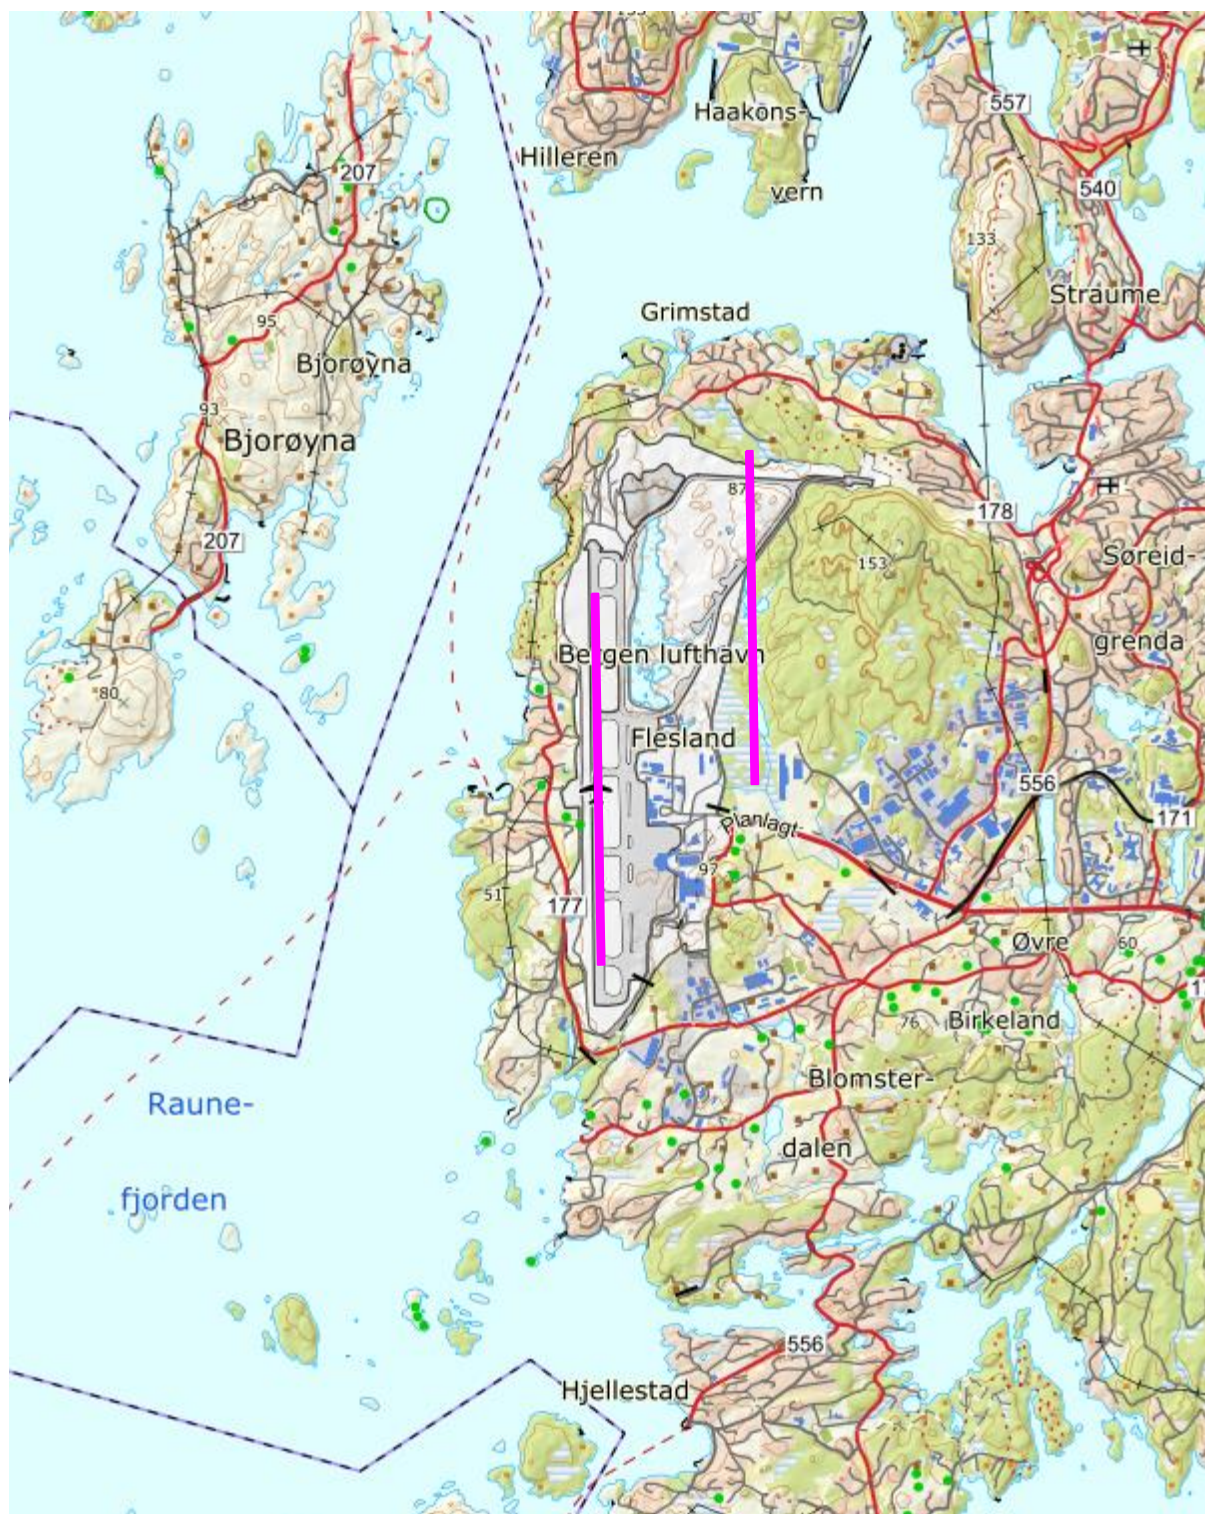 557
Haakons-
Hilleren
207
vern
540
133
Straume
Grimstad
95
Bjorøyna
93
Bjorøyna
87
178
207
153
Søreid-
grenda
Bergen lufthavn
80
Flesland
556
171
Planlagt
97
51
177
Øvre
60
76
Birkeland
Blomster-
Raune-
dalen
fjorden
556
Hjellestad